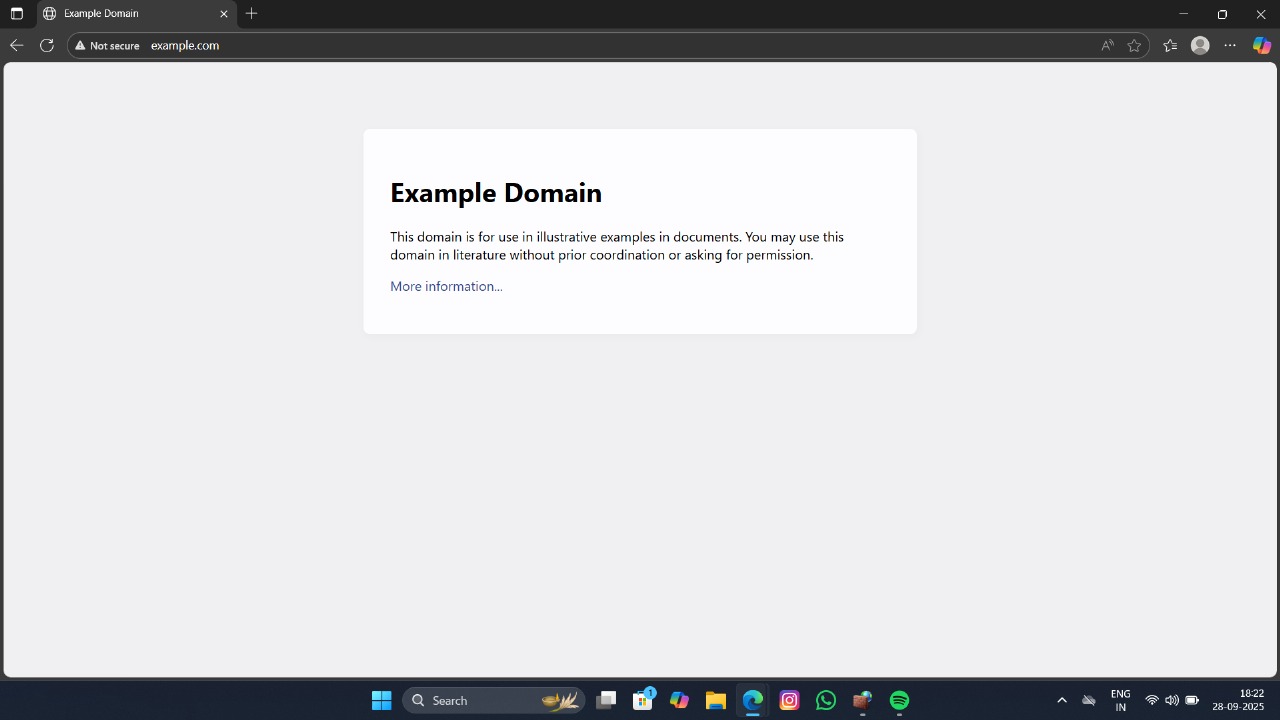 Example Domain
Not secure example.com
Example Domain
This domain is for use in illustrative examples in documents. You may use this
domain in literature without prior coordination or asking for permission.
More information...
Search
1
ENG
IN
18:22
28-09-2025